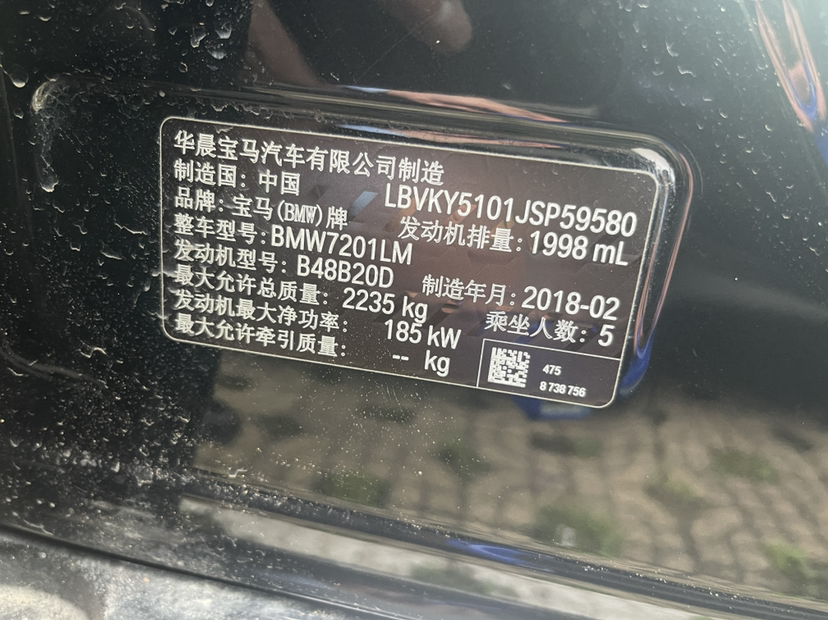 华晨宝马汽车有限公司制造
制造国：中国 LBVKY5101JSP59580
品牌：宝马(BMW)牌 发动机排量：1998 mL
整车型号：BMW7201LM
发动机型号：B48B20D 制造年月：2018-02
最大允许总质量：2235 kg 乘坐人数：5
发动机最大净功率：185 kW
最大允许牵引质量：-- kg
475
8 738 756